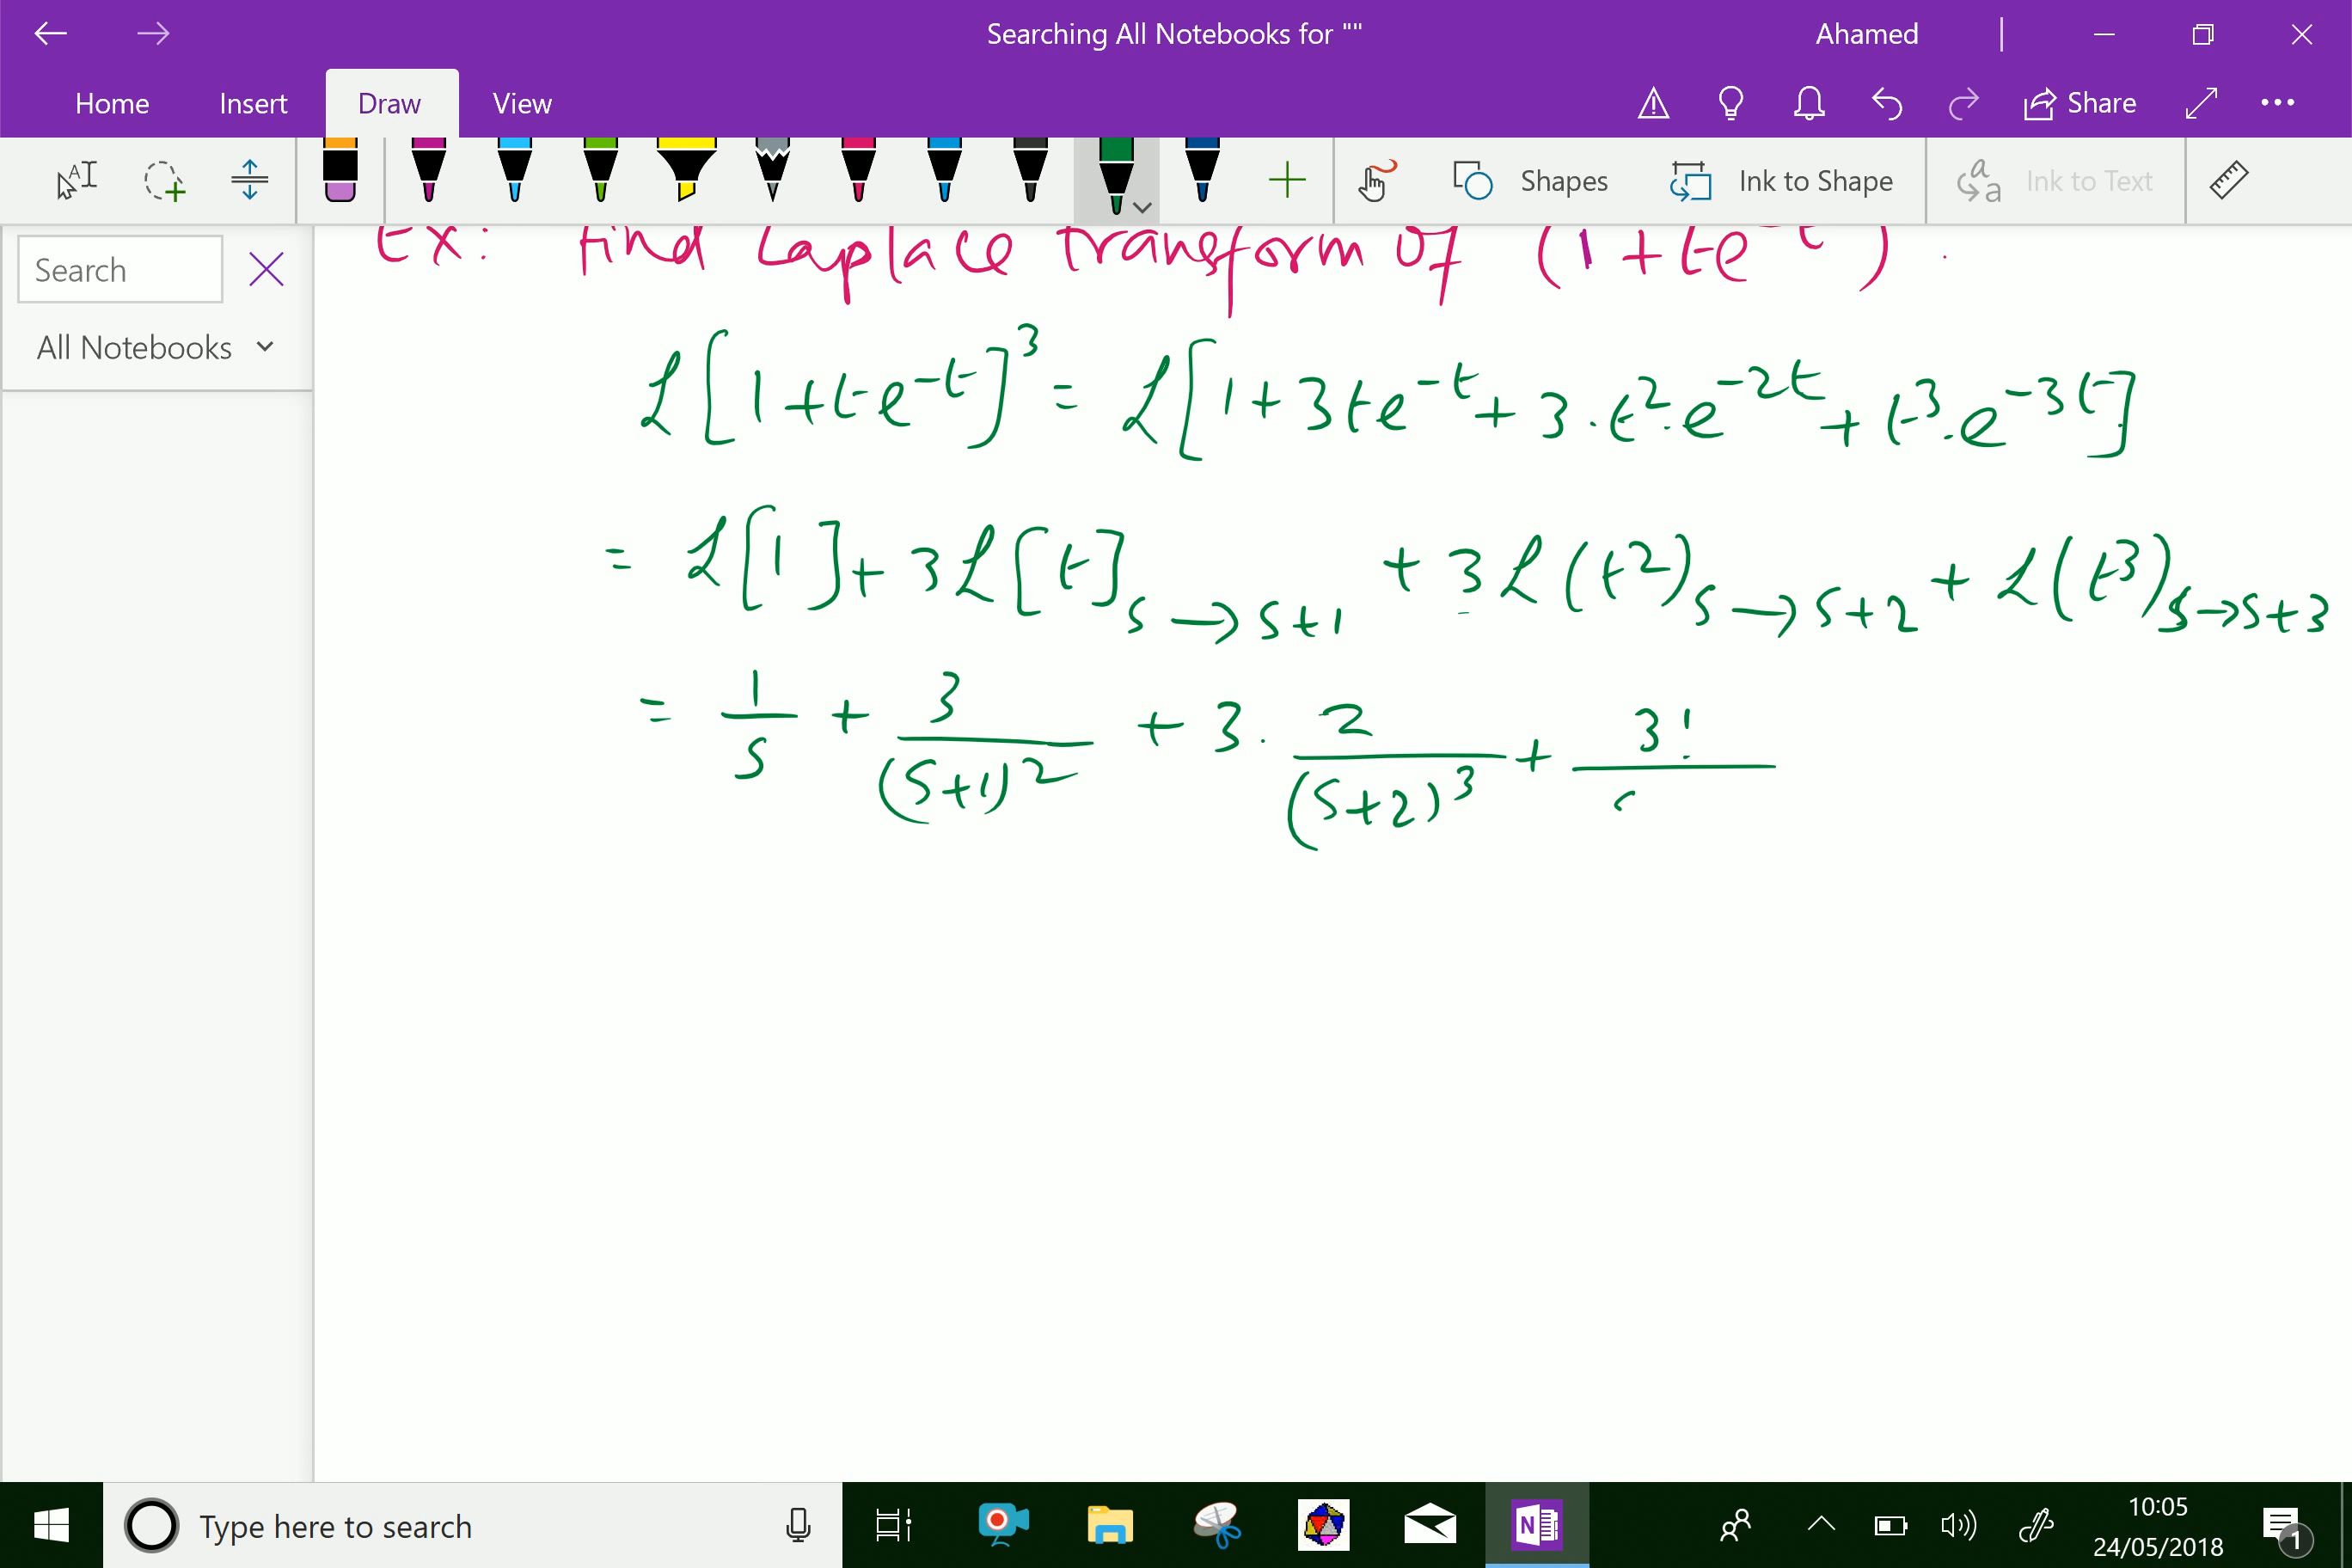 Searching All Notebooks for ""
Ahamed
Home Insert Draw View
Share
Shapes Ink to Shape Ink to Text
Search
All Notebooks
Ex: Find Laplace transform of (1 + te^-t) .
ℒ[1 + te^-t]^3 = ℒ[1 + 3te^-t + 3.t^2.e^-2t + t^3.e^-3t]
= ℒ[1] + 3ℒ[t]_s→s+1 + 3ℒ(t^2)_s→s+2 + ℒ(t^3)_s→s+3
= 1/s + 3/(s+1)^2 + 3. 2/(s+2)^3 + 3!/
Type here to search
10:05
24/05/2018
1